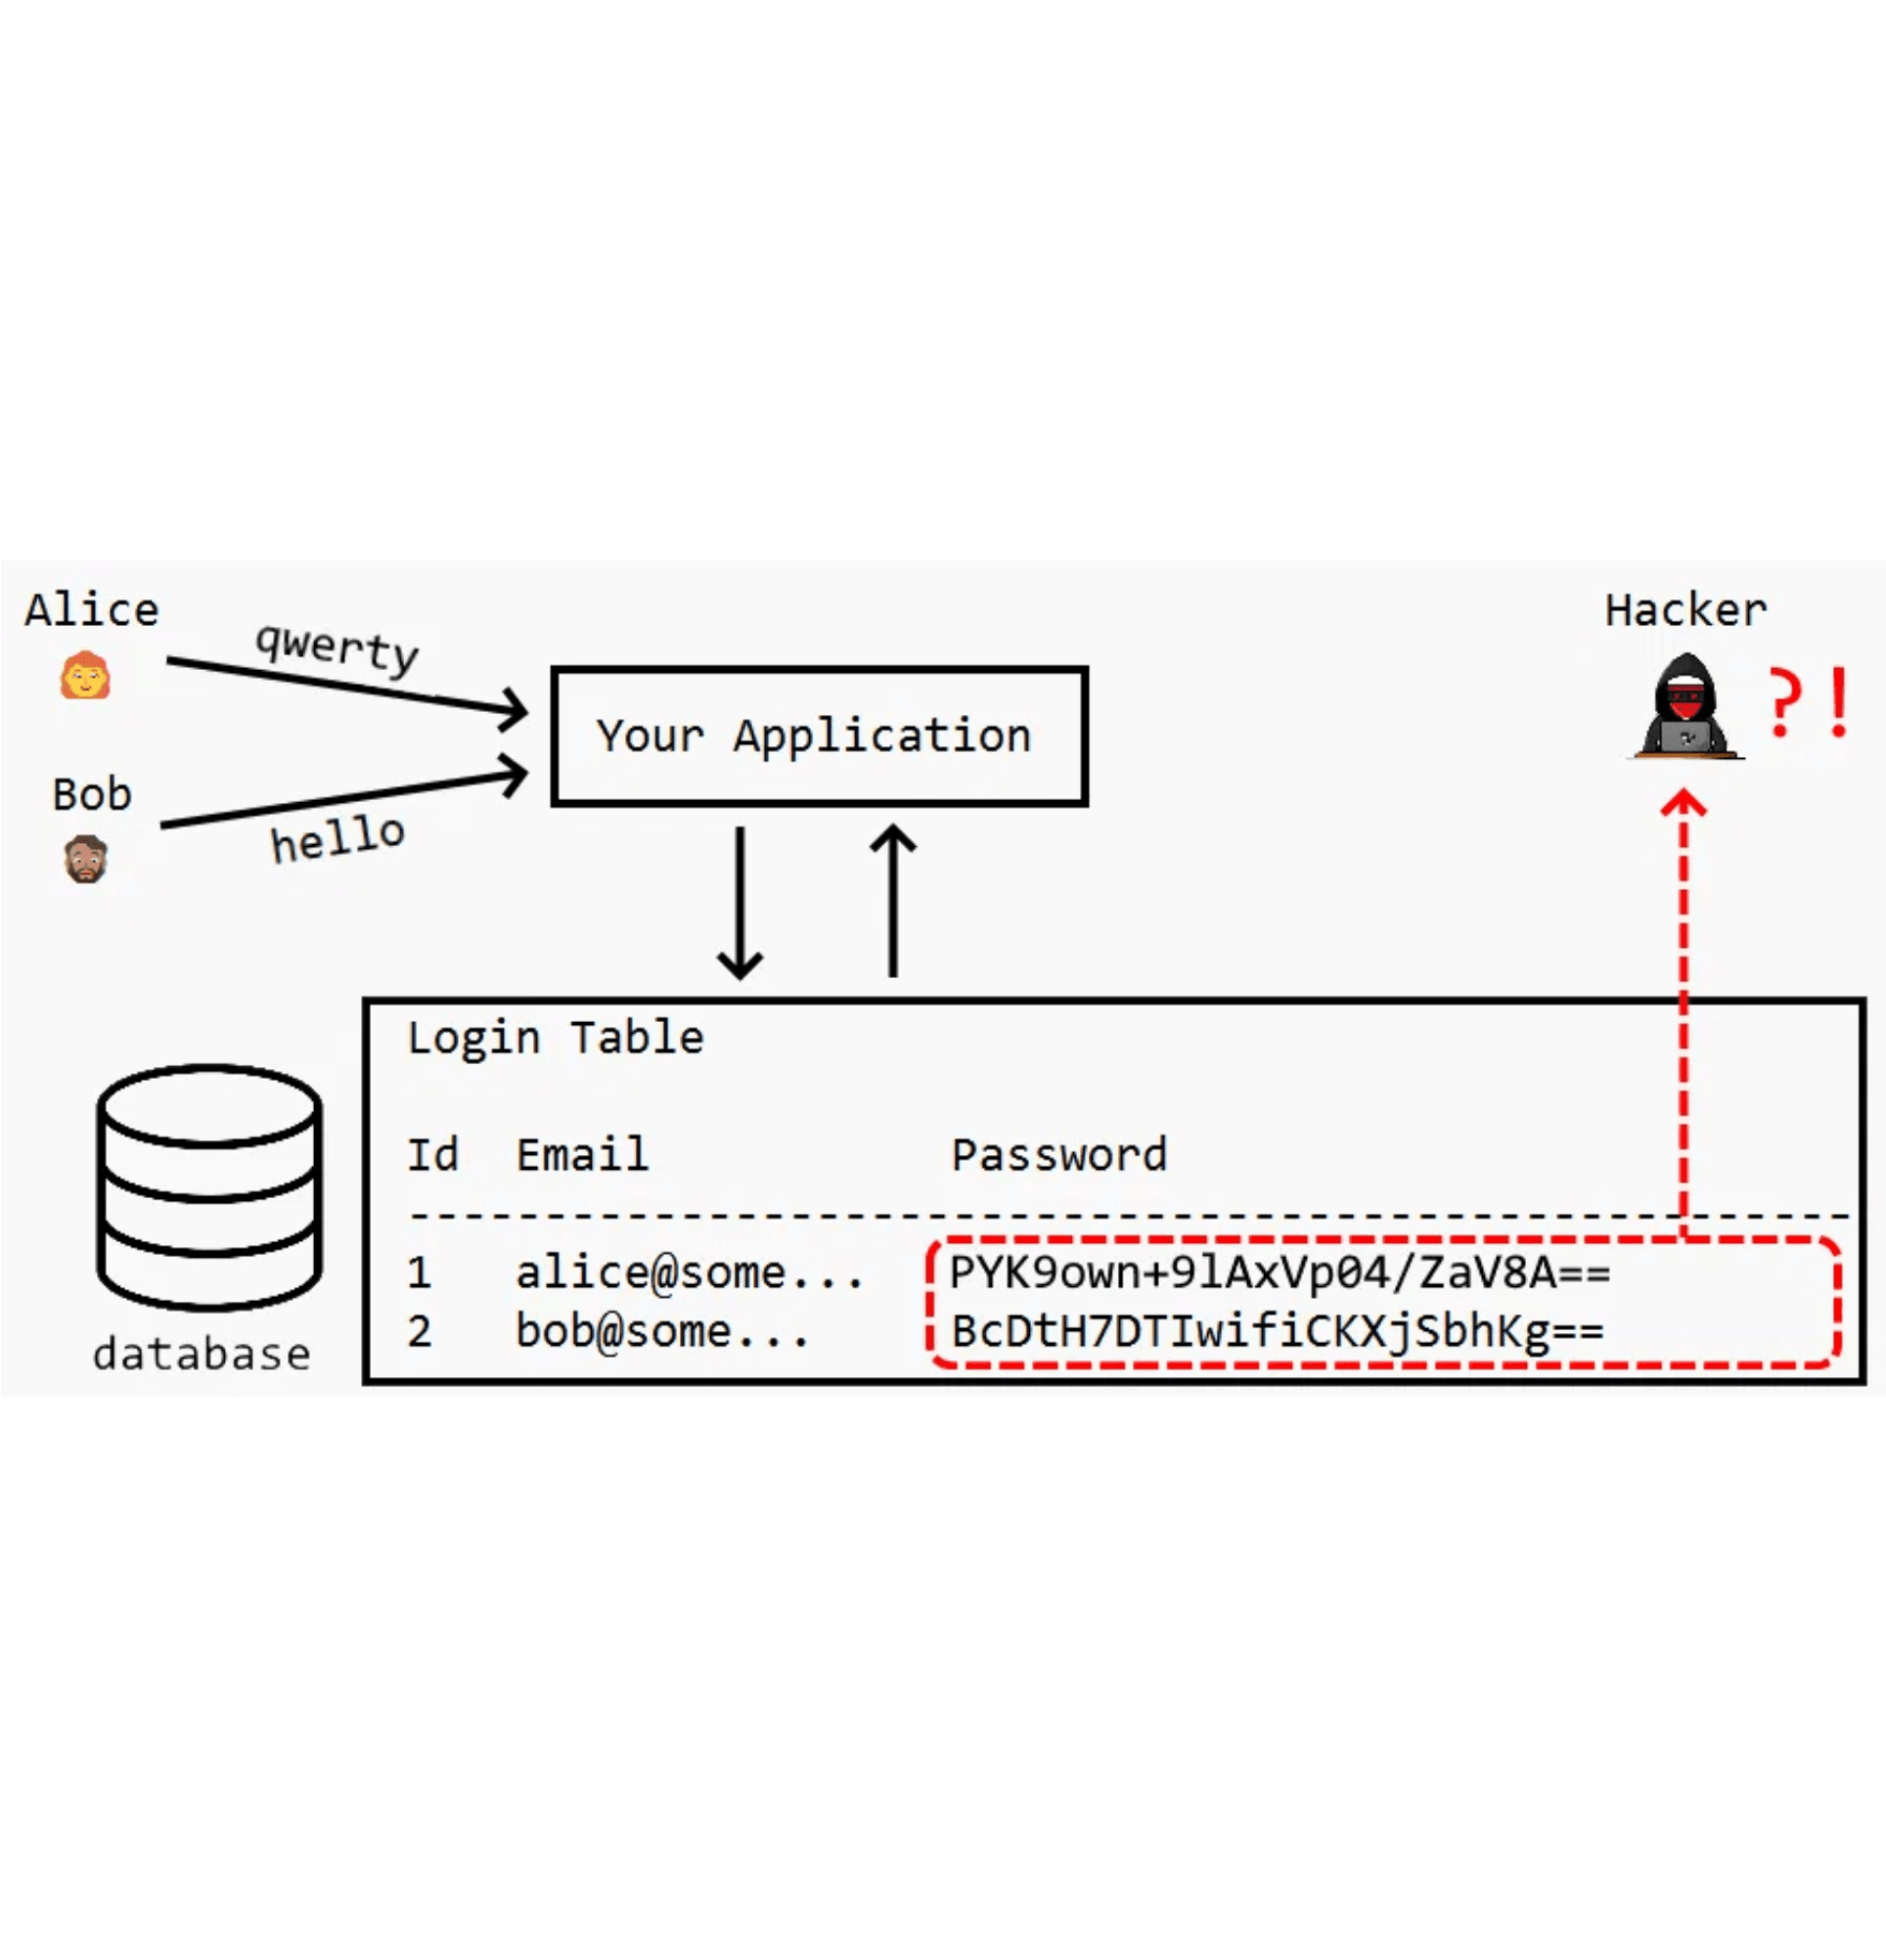 Alice
qwerty
Hacker
?!
Your Application
Bob
hello
Login Table
Id Email Password
--------------------------------------------------
1 alice@some... PYK9own+9lAxVp04/ZaV8A==
2 bob@some... BcDtH7DTIwifiCKXjSbhKg==
database